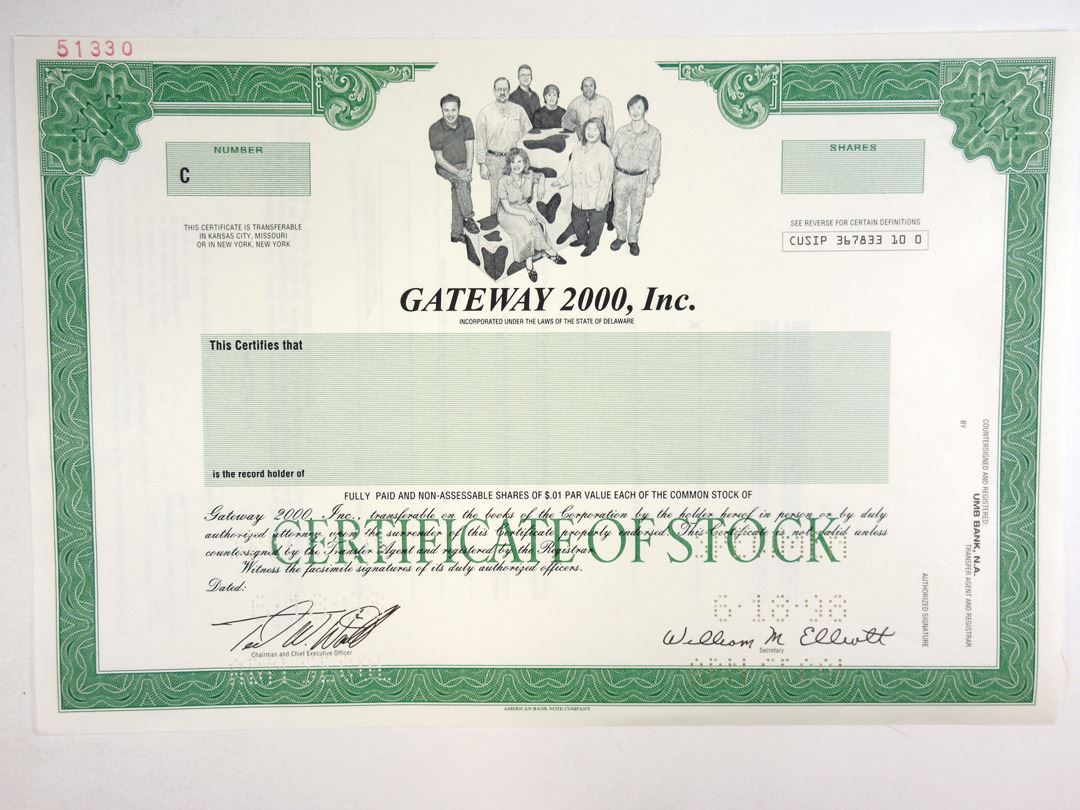 51330
NUMBER
C
THIS CERTIFICATE IS TRANSFERABLE
IN KANSAS CITY, MISSOURI
OR IN NEW YORK, NEW YORK
SHARES
SEE REVERSE FOR CERTAIN DEFINITIONS
CUSIP 367833 10 0
GATEWAY 2000, Inc.
INCORPORATED UNDER THE LAWS OF THE STATE OF DELAWARE
This Certifies that
is the record holder of
FULLY PAID AND NON-ASSESSABLE SHARES OF $.01 PAR VALUE EACH OF THE COMMON STOCK OF
Gateway 2000, Inc., transferable on the books of the Corporation by the holder hereof in person or by duly
authorized attorney upon the surrender of this Certificate properly endorsed. This Certificate is not valid unless
countersigned by the Transfer Agent and registered by the Registrar.
Witness the facsimile signatures of its duly authorized officers.
CERTIFICATE OF STOCK
Dated:
6·18·98
Chairman and Chief Executive Officer
William M Elliott
Secretary
COUNTERSIGNED AND REGISTERED:
UMB BANK, N.A.
TRANSFER AGENT AND REGISTRAR
BY
AUTHORIZED SIGNATURE
AMERICAN BANK NOTE COMPANY